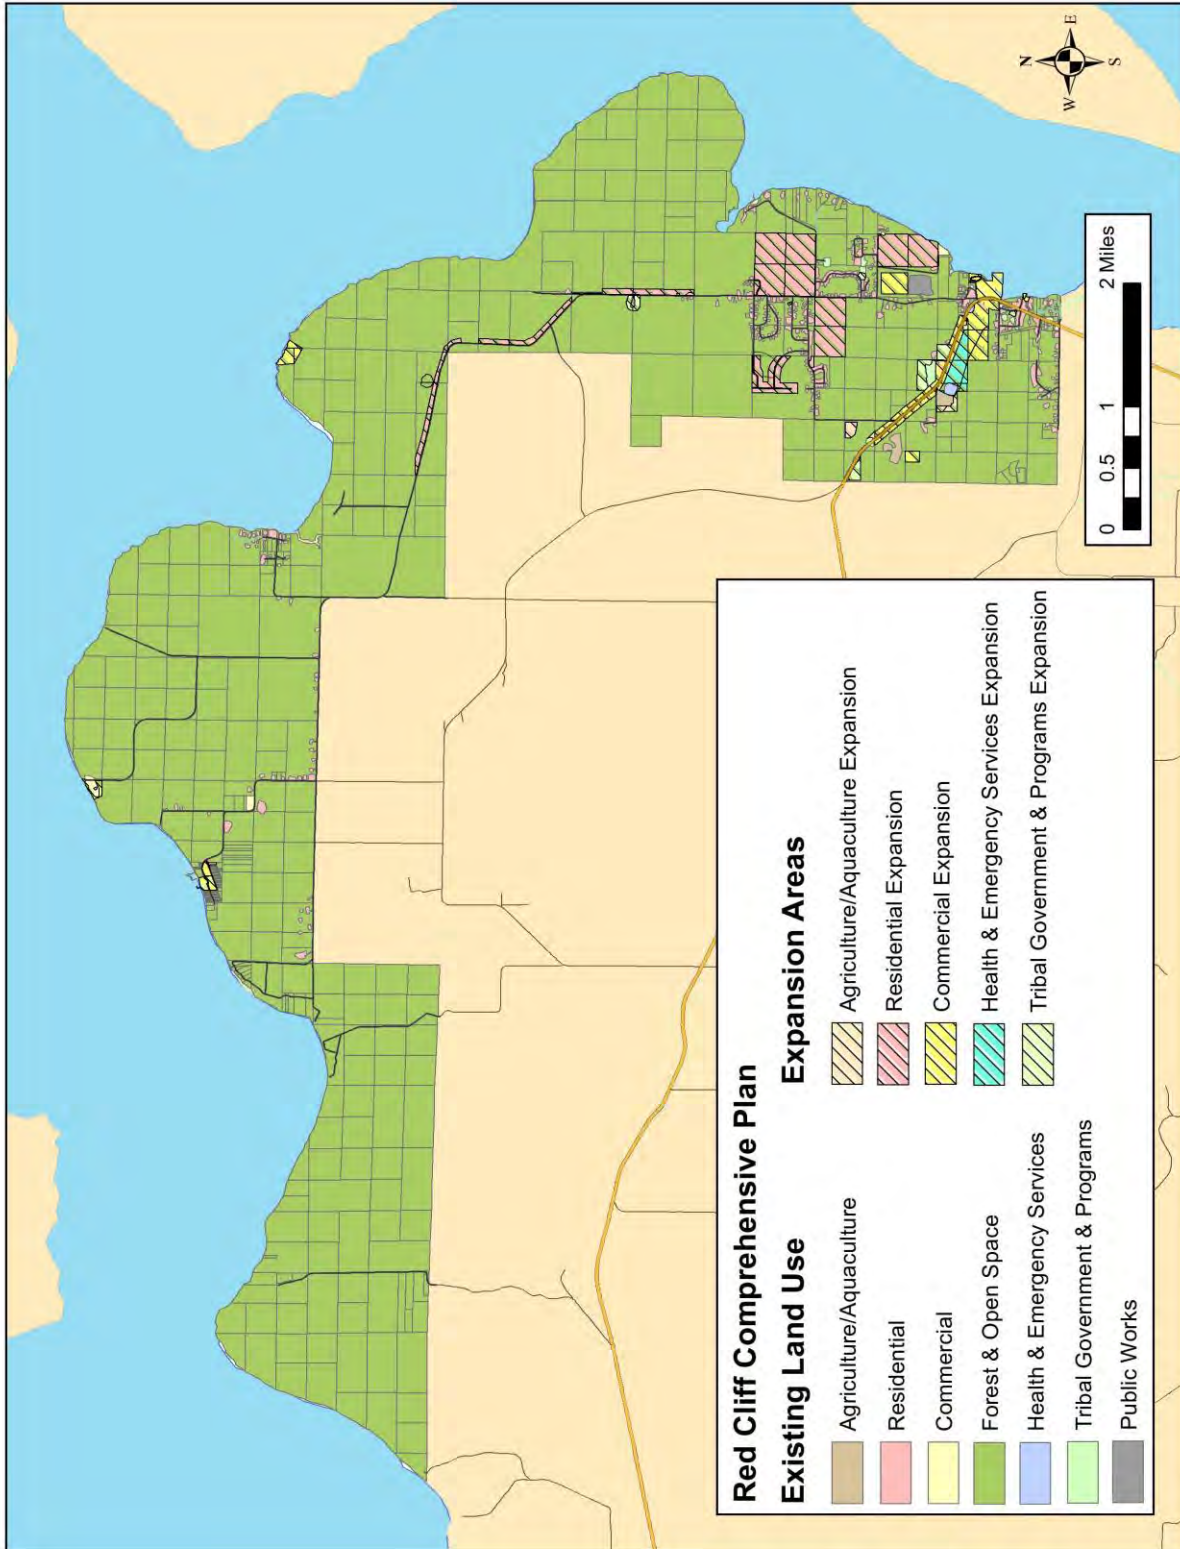 Red Cliff Comprehensive Plan
Existing Land Use
Agriculture/Aquaculture
Residential
Commercial
Forest & Open Space
Health & Emergency Services
Tribal Government & Programs
Public Works
Expansion Areas
Agriculture/Aquaculture Expansion
Residential Expansion
Commercial Expansion
Health & Emergency Services Expansion
Tribal Government & Programs Expansion
0 0.5 1 2 Miles
N
W E
S